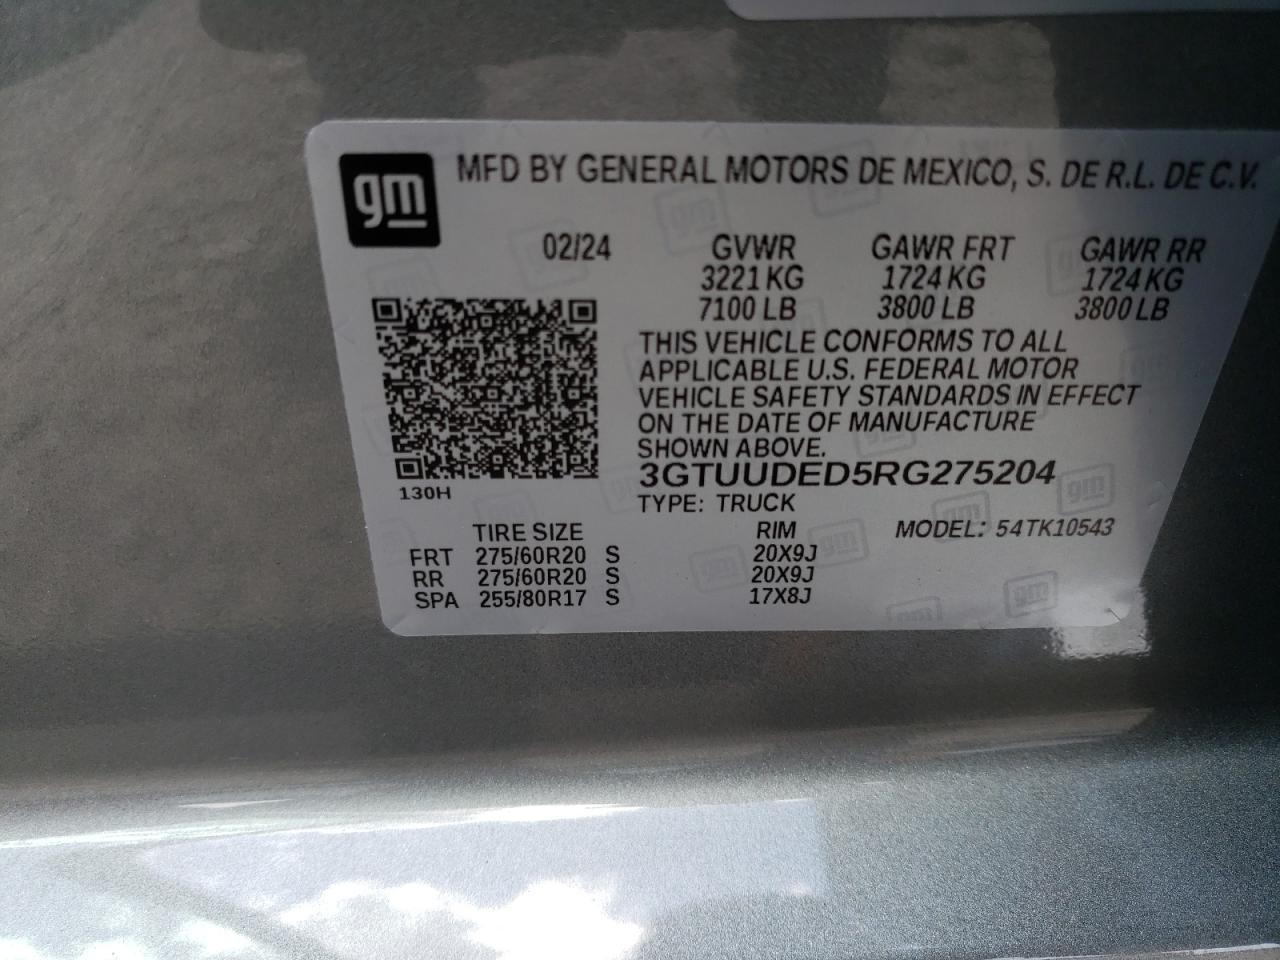 gm MFD BY GENERAL MOTORS DE MEXICO, S. DE R.L. DE C.V.
02/24 GVWR GAWR FRT GAWR RR
3221 KG 1724 KG 1724 KG
7100 LB 3800 LB 3800 LB
THIS VEHICLE CONFORMS TO ALL
APPLICABLE U.S. FEDERAL MOTOR
VEHICLE SAFETY STANDARDS IN EFFECT
ON THE DATE OF MANUFACTURE
SHOWN ABOVE.
3GTUUDED5RG275204
130H
TYPE: TRUCK
TIRE SIZE RIM MODEL: 54TK10543
FRT 275/60R20 S 20X9J
RR 275/60R20 S 20X9J
SPA 255/80R17 S 17X8J